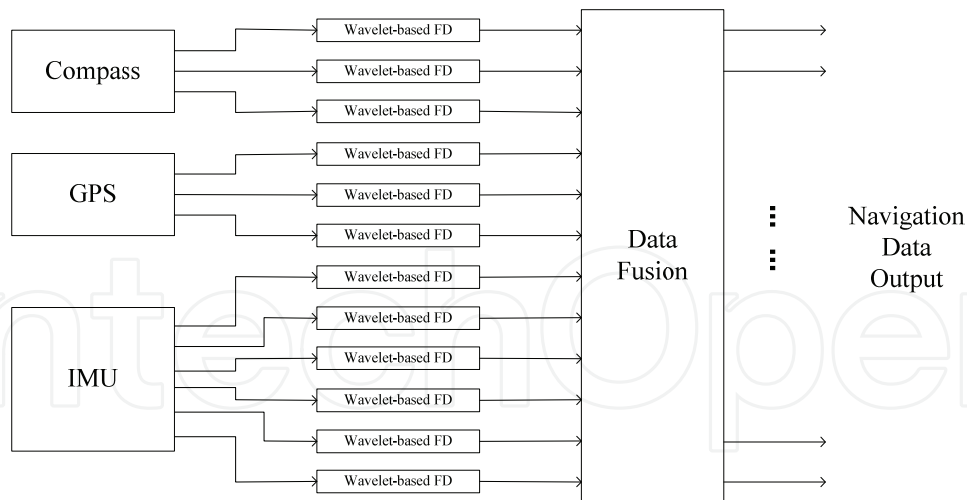 Compass
GPS
IMU
Wavelet-based FD
Wavelet-based FD
Wavelet-based FD
Wavelet-based FD
Wavelet-based FD
Wavelet-based FD
Wavelet-based FD
Wavelet-based FD
Wavelet-based FD
Wavelet-based FD
Wavelet-based FD
Wavelet-based FD
Data
Fusion
Navigation
Data
Output
ntechOpe